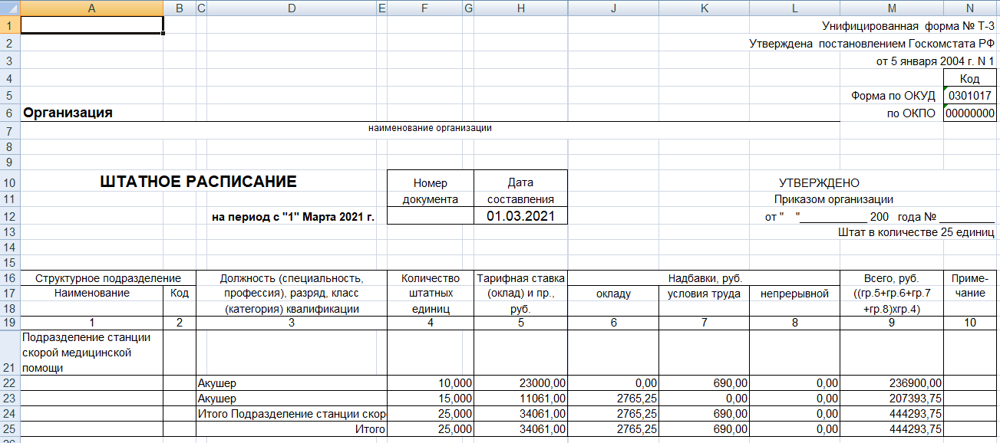 A B C D E F G H J K L M N
1 Унифицированная форма № Т-3
2 Утверждена постановлением Госкомстата РФ
3 от 5 января 2004 г. N 1
4 Код
5 Форма по ОКУД 0301017
6 Организация по ОКПО 00000000
7 наименование организации
8
9
10 ШТАТНОЕ РАСПИСАНИЕ Номер Дата УТВЕРЖДЕНО
11 документа составления Приказом организации
12 на период с "1" Марта 2021 г. 01.03.2021 от " "___________ 200 года № _________
13 Штат в количестве 25 единиц
14
15
16 Структурное подразделение Должность (специальность, Количество Тарифная ставка Надбавки, руб. Всего, руб. Приме-
17 Наименование Код профессия), разряд, класс штатных (оклад) и пр., окладу условия труда непрерывной ((гр.5+гр.6+гр.7 чание
18 (категория) квалификации единиц руб. +гр.8)хгр.4)
19 1 2 3 4 5 6 7 8 9 10
Подразделение станции
скорой медицинской
21 помощи
22 Акушер 10,000 23000,00 0,00 690,00 0,00 236900,00
23 Акушер 15,000 11061,00 2765,25 0,00 0,00 207393,75
24 Итого Подразделение станции скор 25,000 34061,00 2765,25 690,00 0,00 444293,75
25 Итого 25,000 34061,00 2765,25 690,00 0,00 444293,75